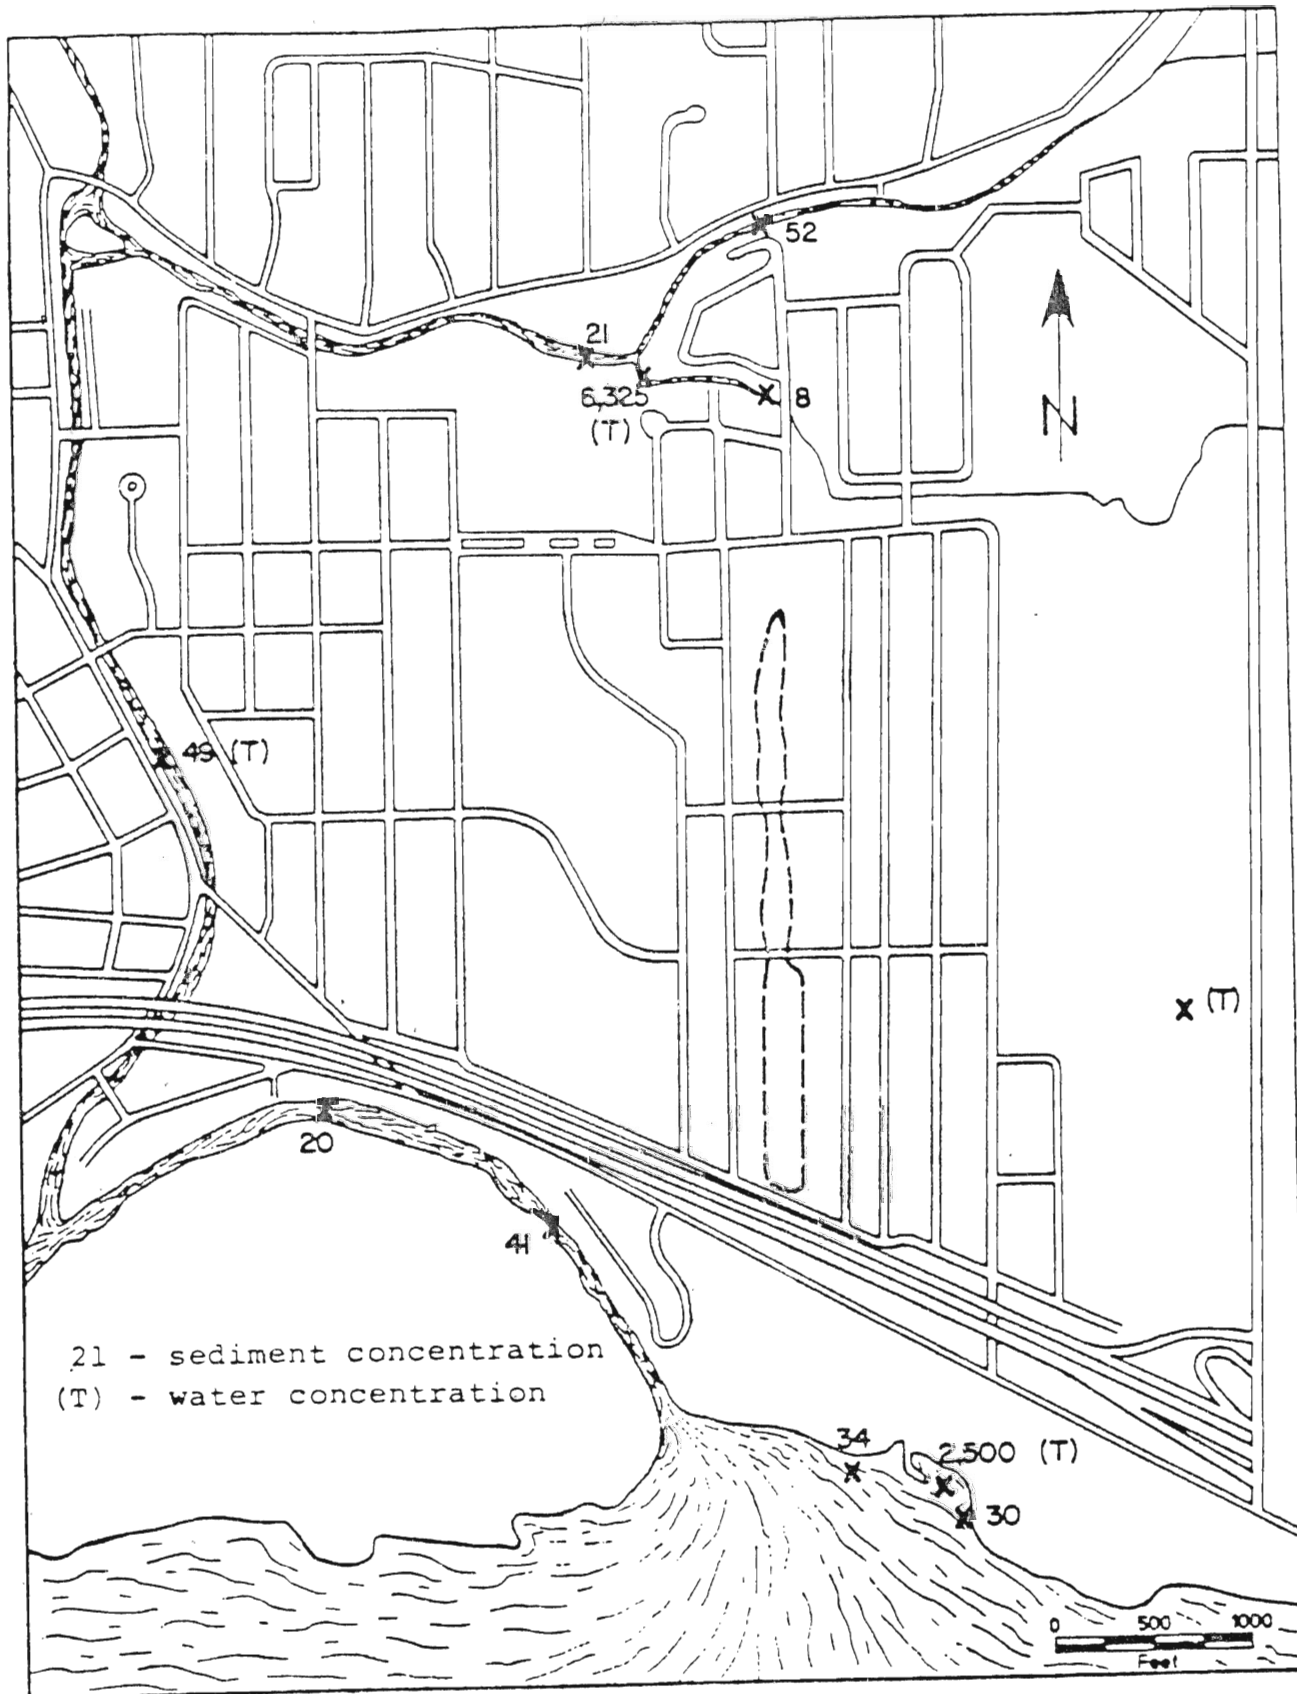 52
21
6,325
(T)
8
N
49 (T)
X (T)
20
41
21 - sediment concentration
(T) - water concentration
34
2,500 (T)
30
0 500 1000
Feet